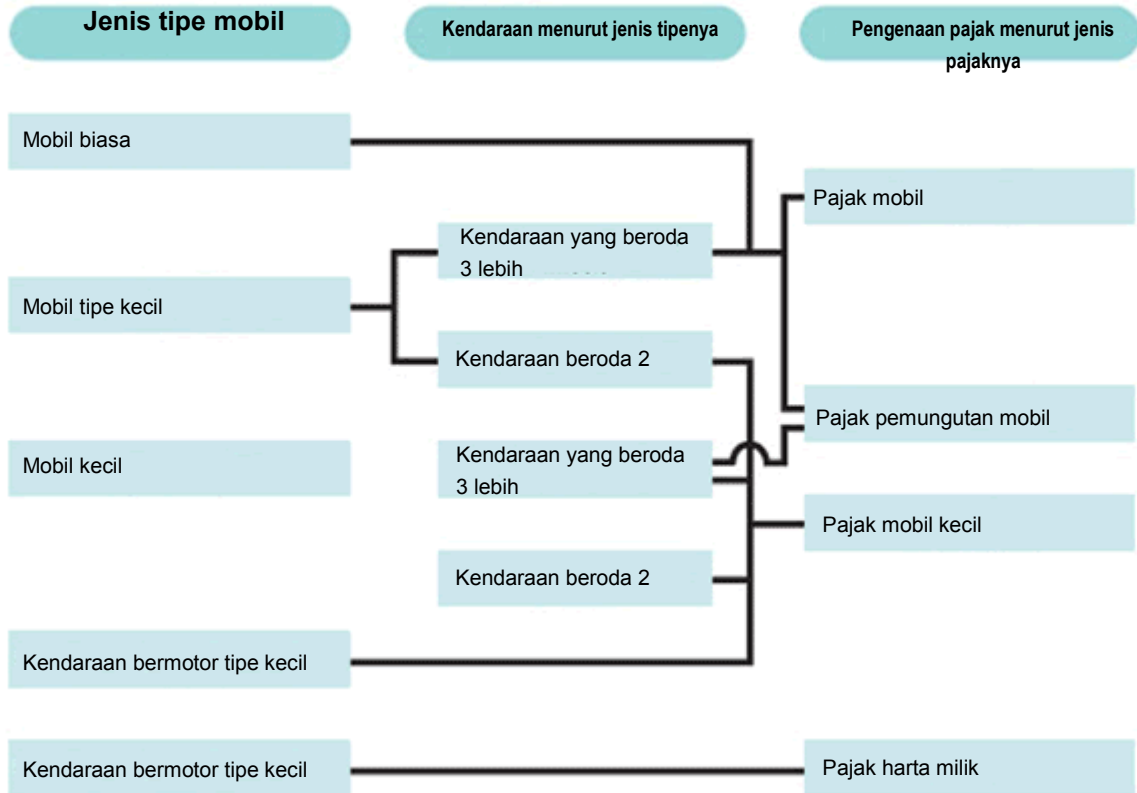 Jenis tipe mobil
Kendaraan menurut jenis tipenya
Pengenaan pajak menurut jenis
pajaknya
Mobil biasa
Pajak mobil
Kendaraan yang beroda
3 lebih
Mobil tipe kecil
Kendaraan beroda 2
Pajak pemungutan mobil
Mobil kecil
Kendaraan yang beroda
3 lebih
Pajak mobil kecil
Kendaraan beroda 2
Kendaraan bermotor tipe kecil
Kendaraan bermotor tipe kecil
Pajak harta milik